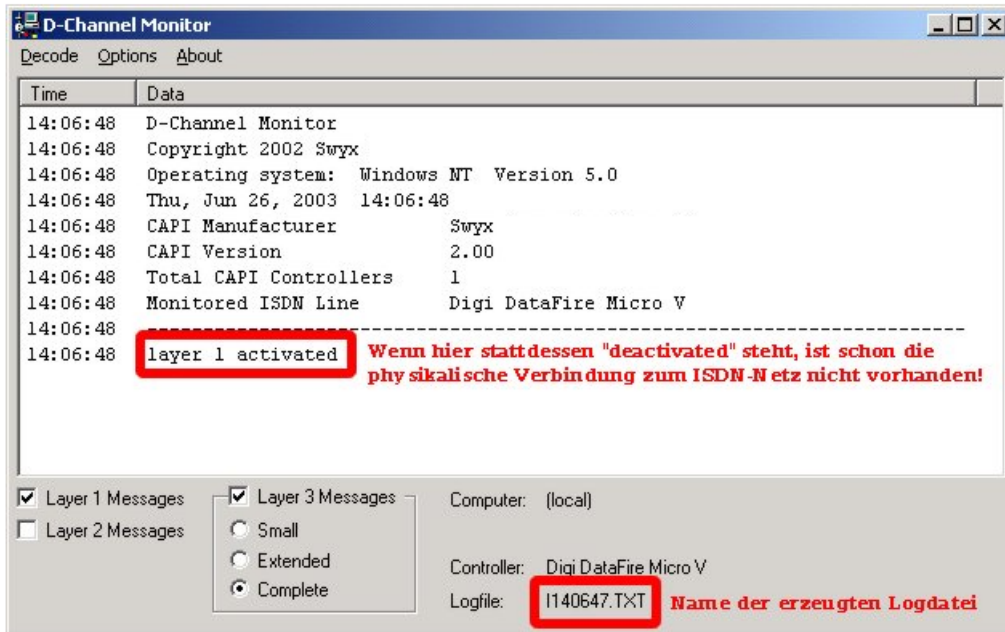 D-Channel Monitor
Decode Options About
Time Data
14:06:48 D-Channel Monitor
14:06:48 Copyright 2002 Swyx
14:06:48 Operating system: Windows NT Version 5.0
14:06:48 Thu, Jun 26, 2003 14:06:48
14:06:48 CAPI Manufacturer Swyx
14:06:48 CAPI Version 2.00
14:06:48 Total CAPI Controllers 1
14:06:48 Monitored ISDN Line Digi DataFire Micro V
14:06:48 --------------------------------------------------------------------------
14:06:48 layer 1 activated
Wenn hier stattdessen "deactivated" steht, ist schon die
physikalische Verbindung zum ISDN-Netz nicht vorhanden!
Layer 1 Messages
Layer 2 Messages
Layer 3 Messages
Small
Extended
Complete
Computer: (local)
Controller: Digi DataFire Micro V
Logfile: I140647.TXT
Name der erzeugten Logdatei